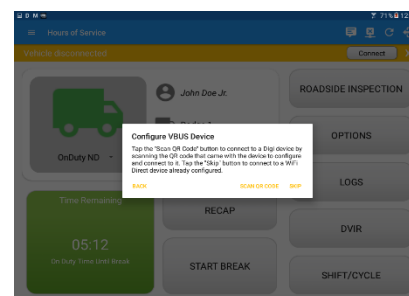 71% 12
Hours of Service
Vehicle disconnected
Connect
John Doe Jr.
ROADSIDE INSPECTION
Configure VBUS Device
Tap the "Scan QR Code" button to connect to a Digi device by
scanning the QR code that came with the device to configure
and connect to it. Tap the "Skip" button to connect to a WiFi
Direct device already configured.
BACK
SCAN QR CODE
SKIP
OnDuty ND
OPTIONS
LOGS
Time Remaining
05:12
On Duty Time Until Break
RECAP
DVIR
START BREAK
SHIFT/CYCLE